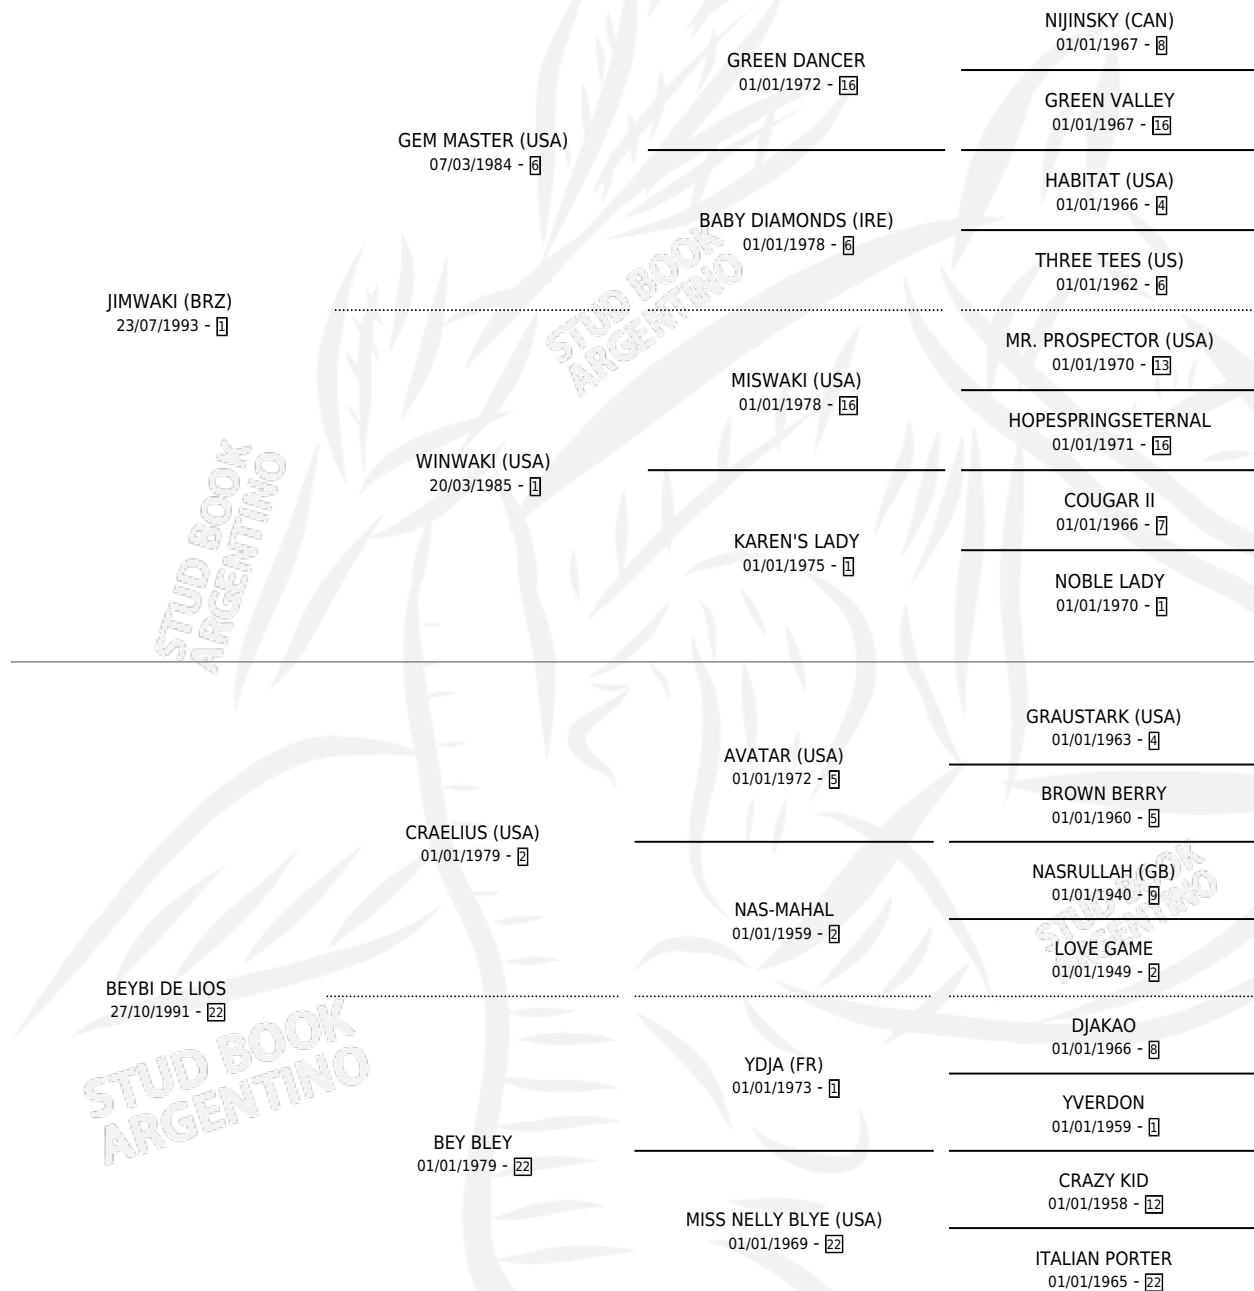 NIJINSKY (CAN)
01/01/1967 - 8
GREEN DANCER
01/01/1972 - 16
GREEN VALLEY
01/01/1967 - 16
GEM MASTER (USA)
07/03/1984 - 6
HABITAT (USA)
01/01/1966 - 4
BABY DIAMONDS (IRE)
01/01/1978 - 6
THREE TEES (US)
01/01/1962 - 6
JIMWAKI (BRZ)
23/07/1993 - 1
STUD BOOK
ARGENTINO
MR. PROSPECTOR (USA)
01/01/1970 - 13
MISWAKI (USA)
01/01/1978 - 16
HOPESPRINGSETERNAL
01/01/1971 - 16
WINWAKI (USA)
20/03/1985 - 1
COUGAR II
01/01/1966 - 7
KAREN'S LADY
01/01/1975 - 1
NOBLE LADY
01/01/1970 - 1
STUD BOOK
ARGENTINO
GRAUSTARK (USA)
01/01/1963 - 4
AVATAR (USA)
01/01/1972 - 5
BROWN BERRY
01/01/1960 - 5
CRAELIUS (USA)
01/01/1979 - 2
NASRULLAH (GB)
01/01/1940 - 9
NAS-MAHAL
01/01/1959 - 2
STUD BOOK
ARGENTINO
LOVE GAME
01/01/1949 - 2
BEYBI DE LIOS
27/10/1991 - 22
STUD BOOK
ARGENTINO
DJAKAO
01/01/1966 - 8
YDJA (FR)
01/01/1973 - 1
YVERDON
01/01/1959 - 1
BEY BLEY
01/01/1979 - 22
CRAZY KID
01/01/1958 - 12
MISS NELLY BLYE (USA)
01/01/1969 - 22
ITALIAN PORTER
01/01/1965 - 22